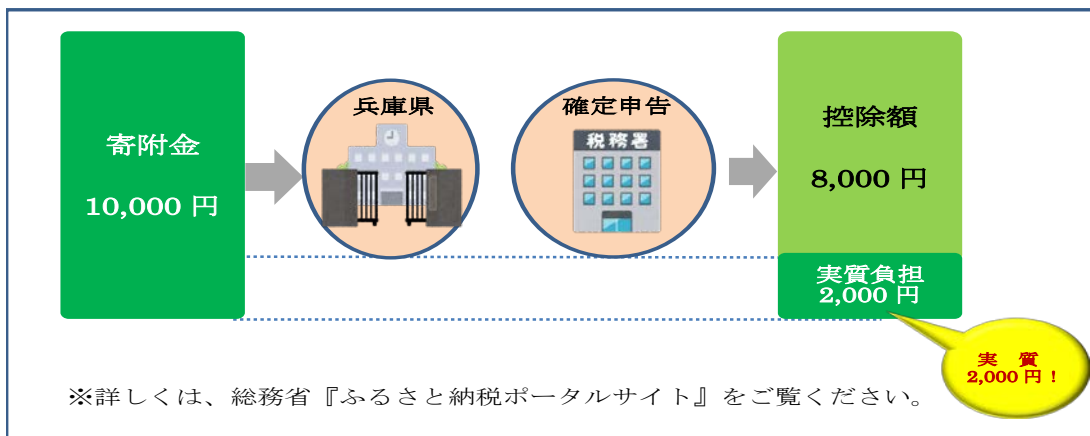 寄附金
10,000 円
兵庫県
確定申告
税務署
控除額
8,000 円
実質負担
2,000 円
実 質
2,000 円！
※詳しくは、総務省『ふるさと納税ポータルサイト』をご覧ください。